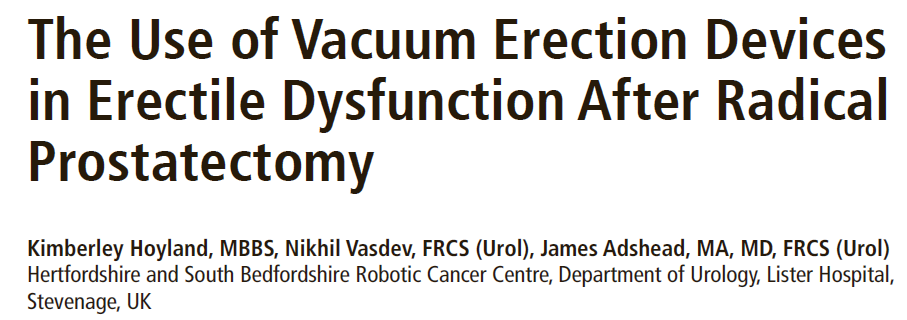 The Use of Vacuum Erection Devices
in Erectile Dysfunction After Radical
Prostatectomy
Kimberley Hoyland, MBBS, Nikhil Vasdev, FRCS (Urol), James Adshead, MA, MD, FRCS (Urol)
Hertfordshire and South Bedfordshire Robotic Cancer Centre, Department of Urology, Lister Hospital,
Stevenage, UK